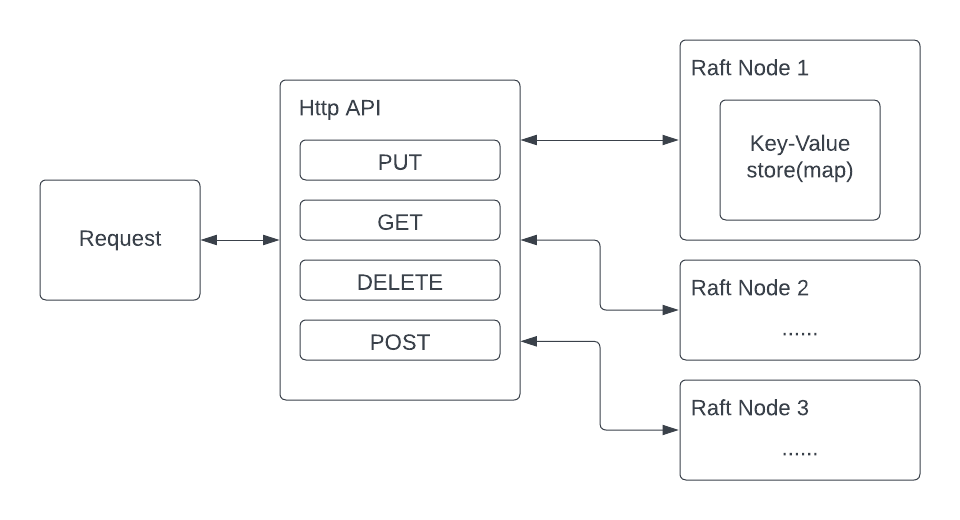 Request
Http API
PUT
GET
DELETE
POST
Raft Node 1
Key-Value
store(map)
Raft Node 2
......
Raft Node 3
......